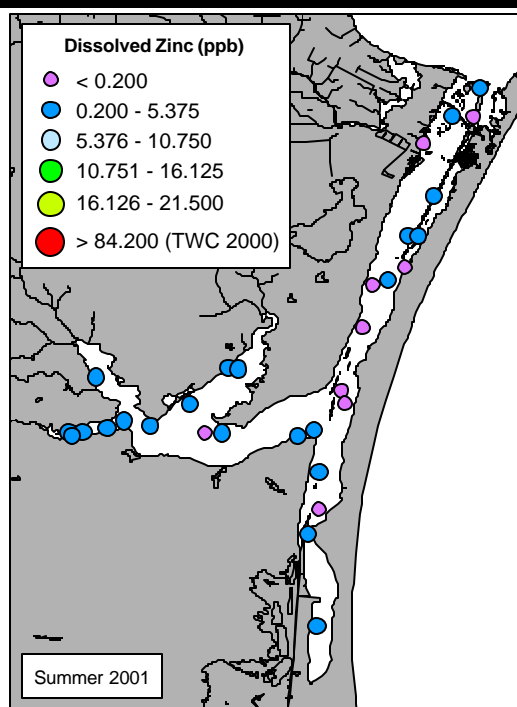 Dissolved Zinc (ppb)
< 0.200
0.200 - 5.375
5.376 - 10.750
10.751 - 16.125
16.126 - 21.500
> 84.200 (TWC 2000)
Summer 2001